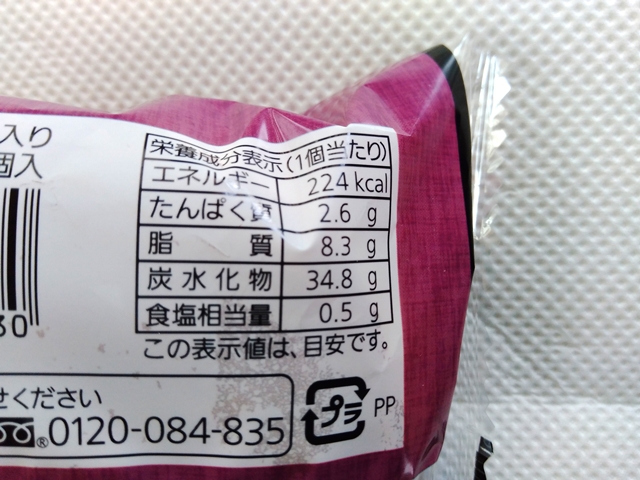 入り
個入
栄養成分表示(1個当たり)
エネルギー 224 kcal
たんぱく質 2.6 g
脂質 8.3 g
炭水化物 34.8 g
食塩相当量 0.5 g
この表示値は、目安です。
せください
®0120-084-835
プラ PP